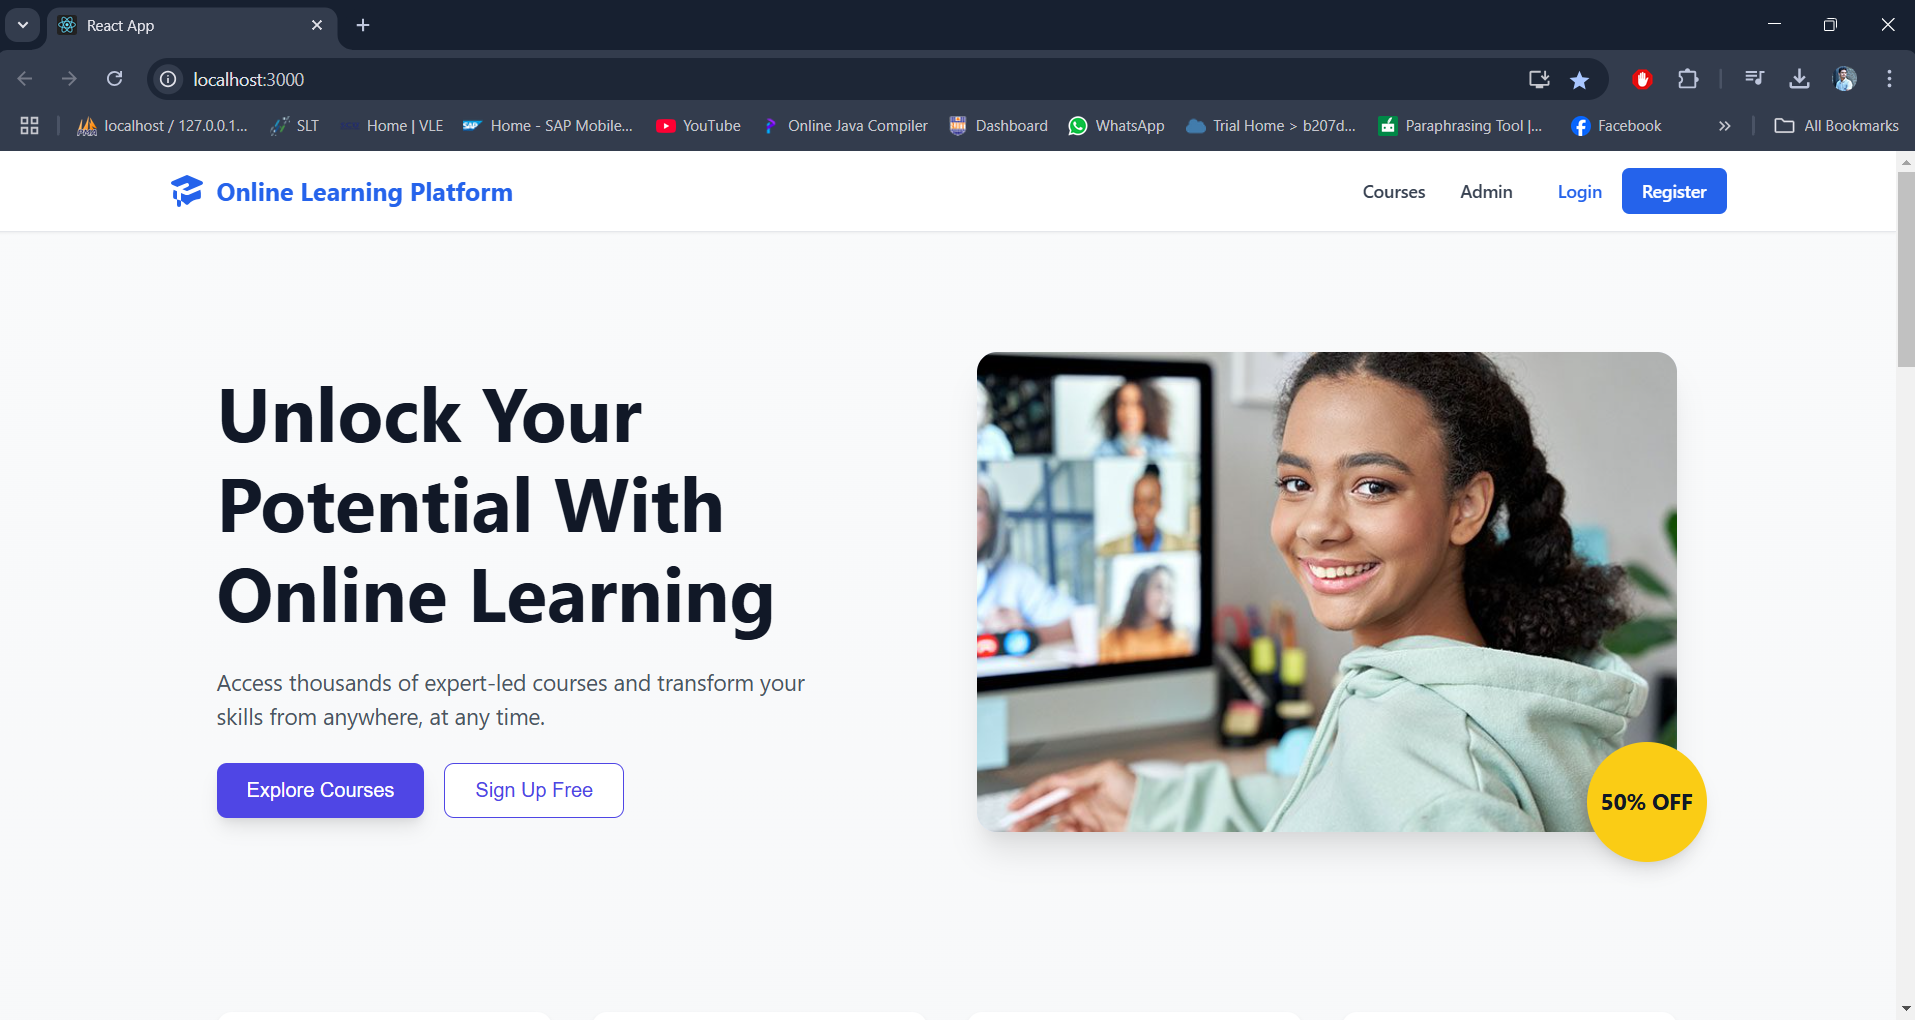 React App
localhost:3000
localhost / 127.0.0.1...
SLT
Home | VLE
Home - SAP Mobile...
YouTube
Online Java Compiler
Dashboard
WhatsApp
Trial Home > b207d...
Paraphrasing Tool |...
Facebook
All Bookmarks
Online Learning Platform
Courses
Admin
Login
Register
Unlock Your
Potential With
Online Learning
Access thousands of expert-led courses and transform your
skills from anywhere, at any time.
Explore Courses
Sign Up Free
50% OFF